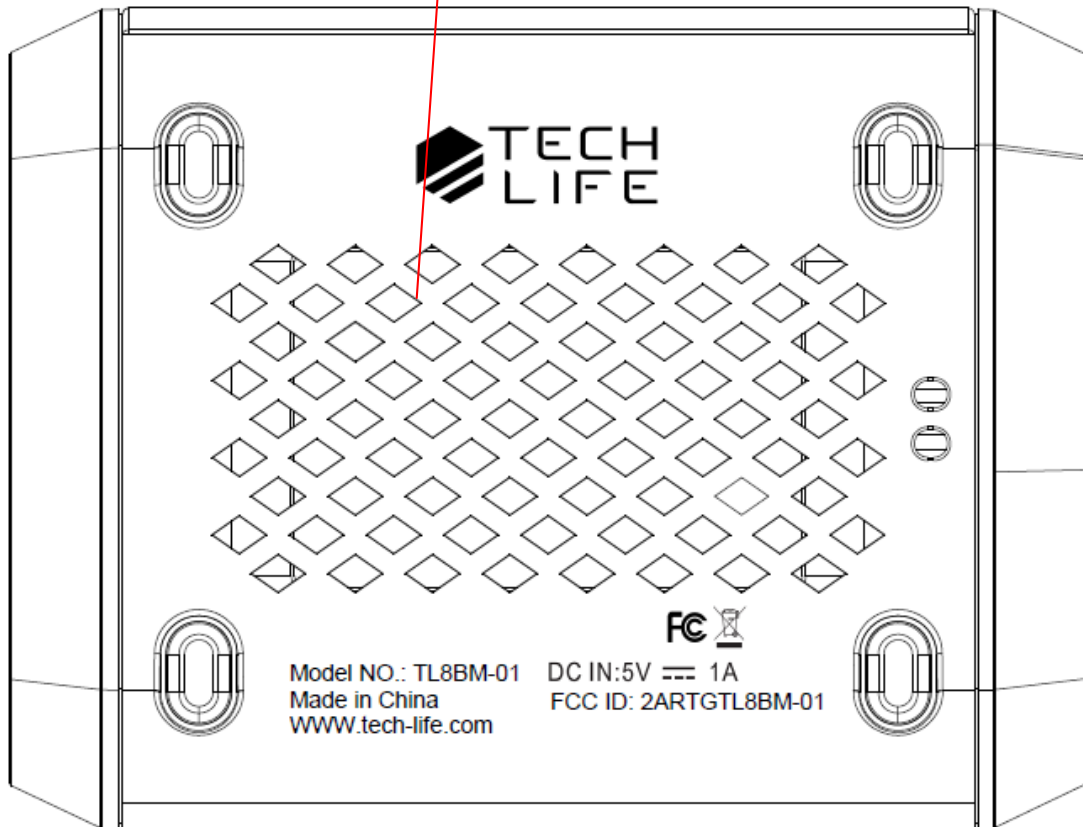 TECH
LIFE
FC
Model NO.: TL8BM-01 DC IN:5V ⎓ 1A
Made in China FCC ID: 2ARTGTL8BM-01
WWW.tech-life.com